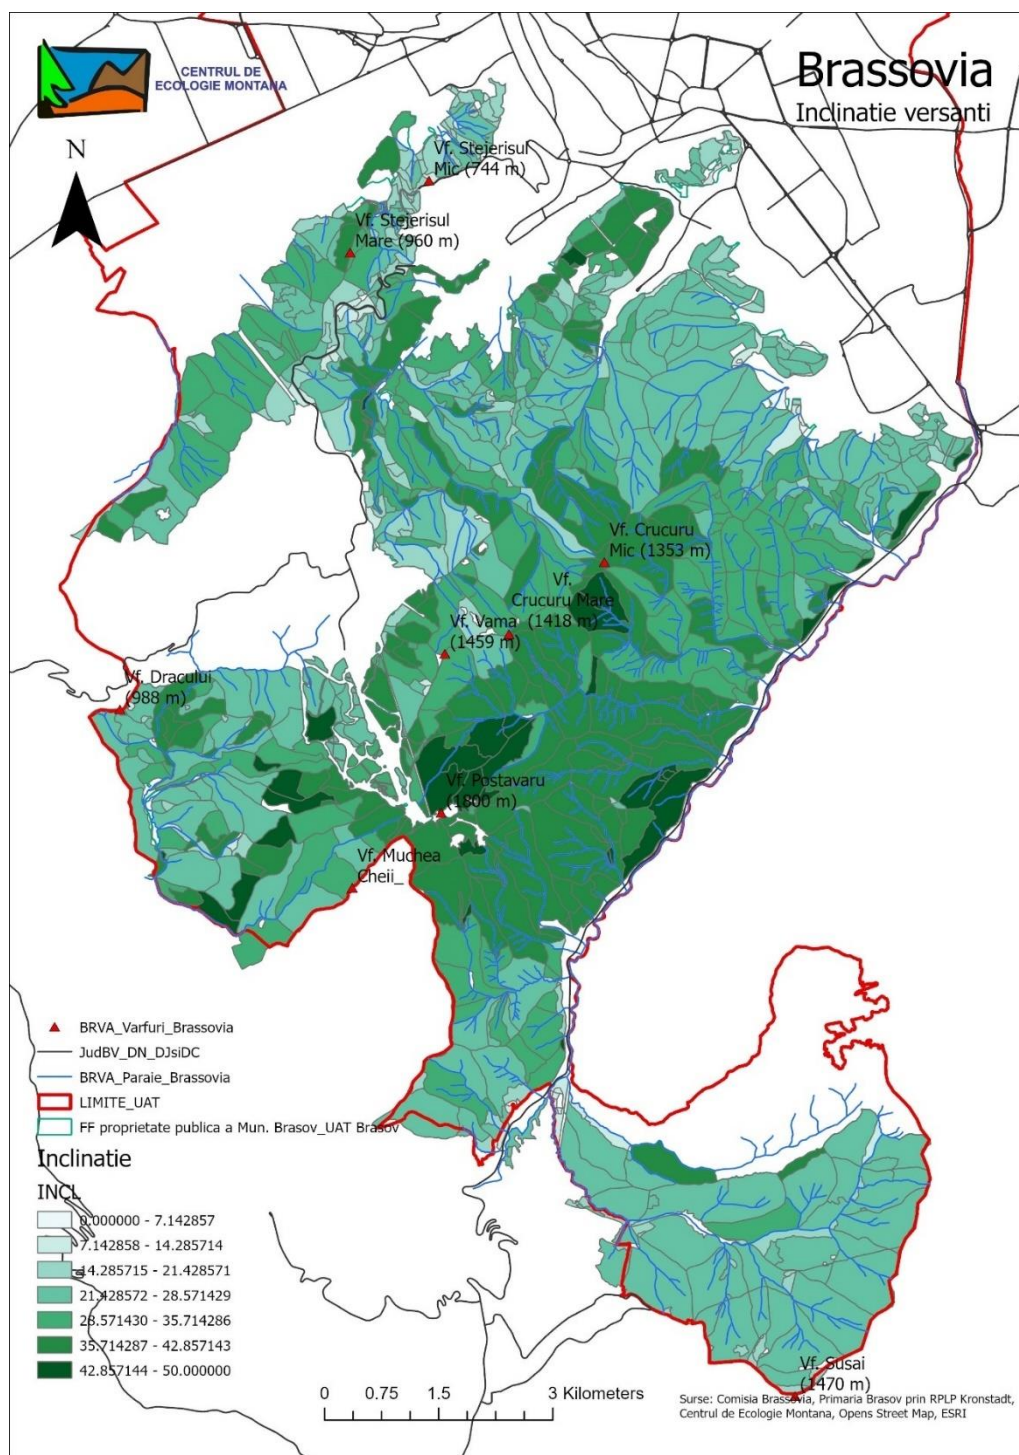 CENTRUL DE
ECOLOGIE MONTANA
Brassovia
Inclinatie versanti
N
Vf. Stejerisul
Mic (744 m)
Vf. Stejerisul
Mare (960 m)
Vf. Crucuru
Mic (1353 m)
Vf.
Crucuru Mare
(1418 m)
Vf. Vama
(1459 m)
Vf. Dracului
(988 m)
Vf. Postavaru
(1800 m)
Vf. Muchea
Cheii_
BRVA_Varfuri_Brassovia
JudBV_DN_DJsiDC
BRVA_Paraie_Brassovia
LIMITE_UAT
FF proprietate publica a Mun. Brasov_UAT Brasov
Inclinatie
INCL
0.000000 - 7.142857
7.142858 - 14.285714
14.285715 - 21.428571
21.428572 - 28.571429
28.571430 - 35.714286
35.714287 - 42.857143
42.857144 - 50.000000
0 0.75 1.5 3 Kilometers
Vf. Susai
(1470 m)
Surse: Comisia Brassovia, Primaria Brasov prin RPLP Kronstadt,
Centrul de Ecologie Montana, Opens Street Map, ESRI